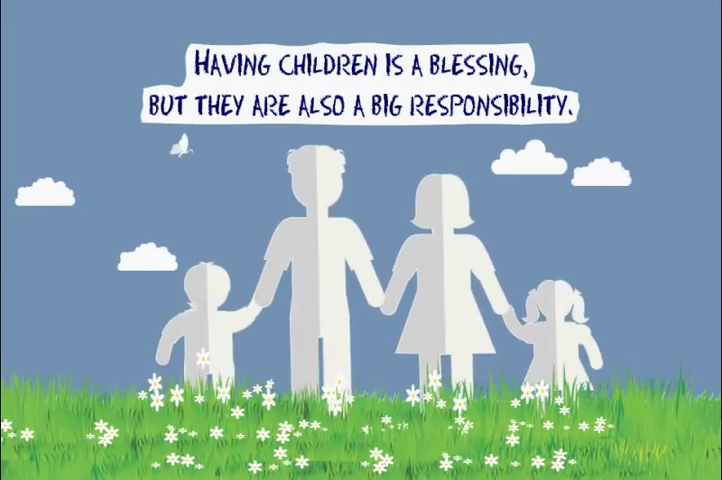 HAVING CHILDREN IS A BLESSING,
BUT THEY ARE ALSO A BIG RESPONSIBILITY.